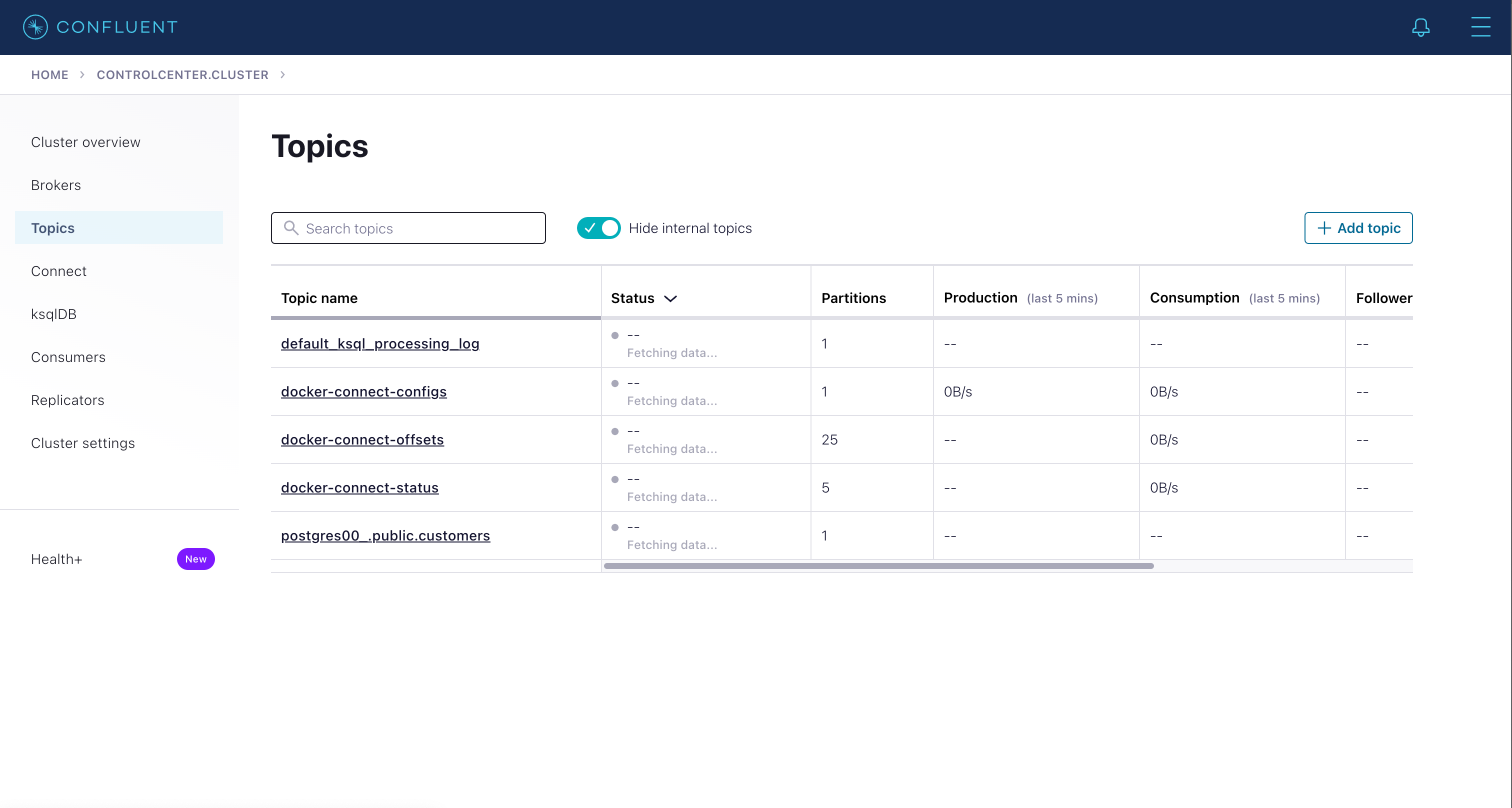 CONFLUENT
HOME > CONTROLCENTER.CLUSTER >
Cluster overview
Brokers
Topics
Connect
ksqlDB
Consumers
Replicators
Cluster settings
Health+ New
Topics
Search topics
Hide internal topics
+ Add topic
Topic name Status Partitions Production (last 5 mins) Consumption (last 5 mins) Follower
default_ksql_processing_log -- 1 -- -- --
Fetching data...
docker-connect-configs -- 1 0B/s 0B/s --
Fetching data...
docker-connect-offsets -- 25 -- 0B/s --
Fetching data...
docker-connect-status -- 5 -- 0B/s --
Fetching data...
postgres00_.public.customers -- 1 -- -- --
Fetching data...